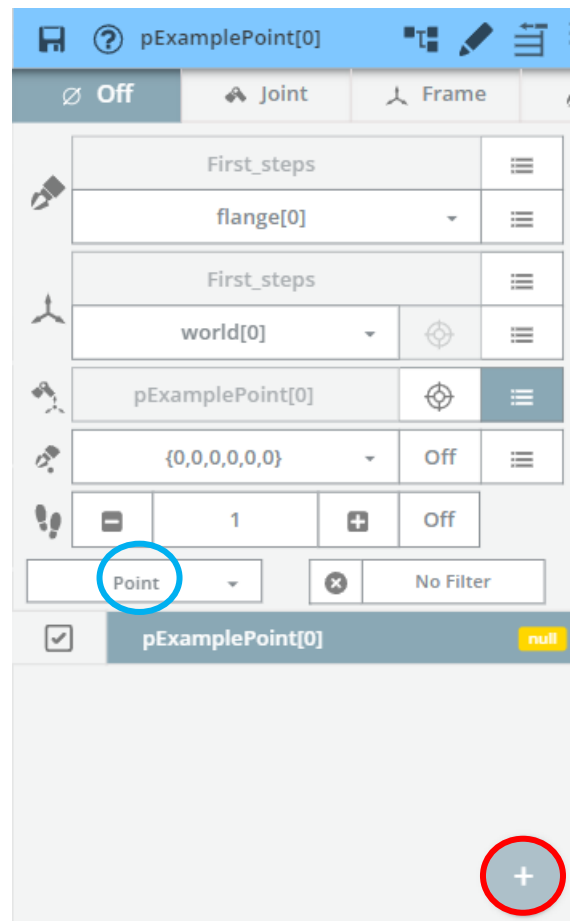 pExamplePoint[0]
Off Joint Frame
First_steps
flange[0]
First_steps
world[0]
pExamplePoint[0]
{0,0,0,0,0,0} Off
1 Off
Point No Filter
pExamplePoint[0] null
+